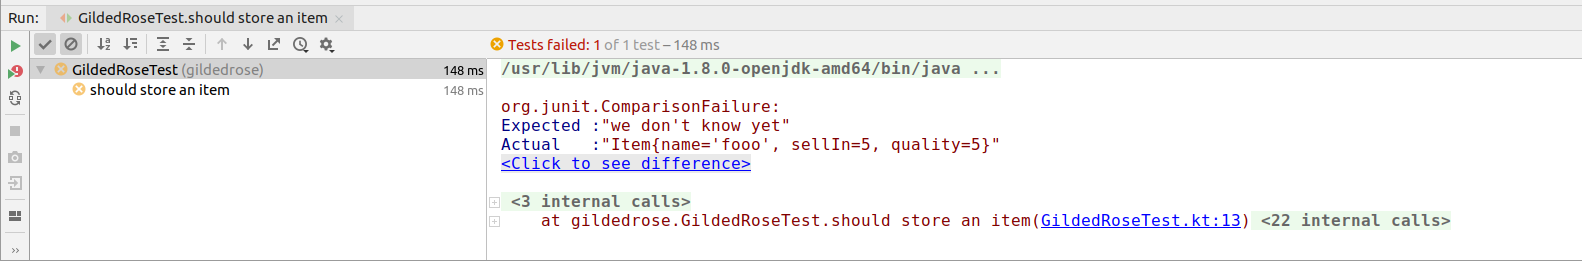 Run: GildedRoseTest.should store an item ×
Tests failed: 1 of 1 test – 148 ms
GildedRoseTest (gildedrose) 148 ms
should store an item 148 ms
/usr/lib/jvm/java-1.8.0-openjdk-amd64/bin/java ...
org.junit.ComparisonFailure:
Expected :"we don't know yet"
Actual   :"Item{name='fooo', sellIn=5, quality=5}"
<Click to see difference>
<3 internal calls>
at gildedrose.GildedRoseTest.should store an item(GildedRoseTest.kt:13) <22 internal calls>